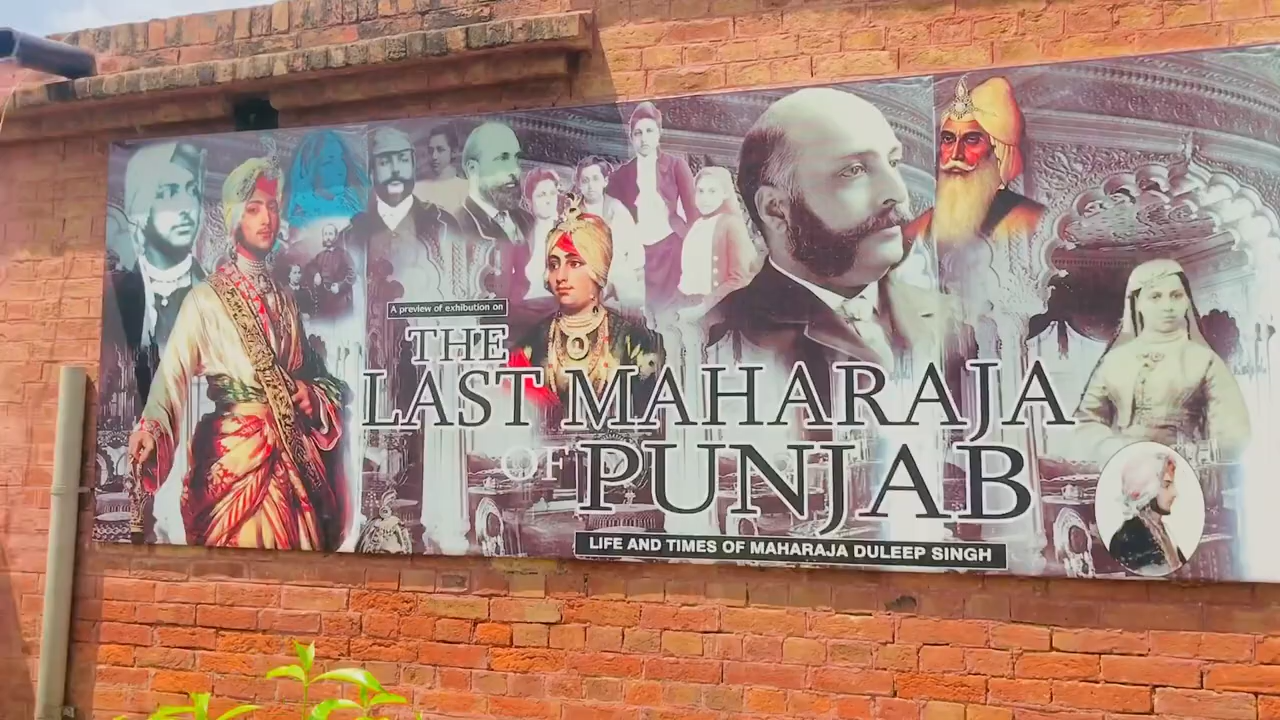 A preview of exhibition on
THE
LAST MAHARAJA
OF PUNJAB
LIFE AND TIMES OF MAHARAJA DULEEP SINGH